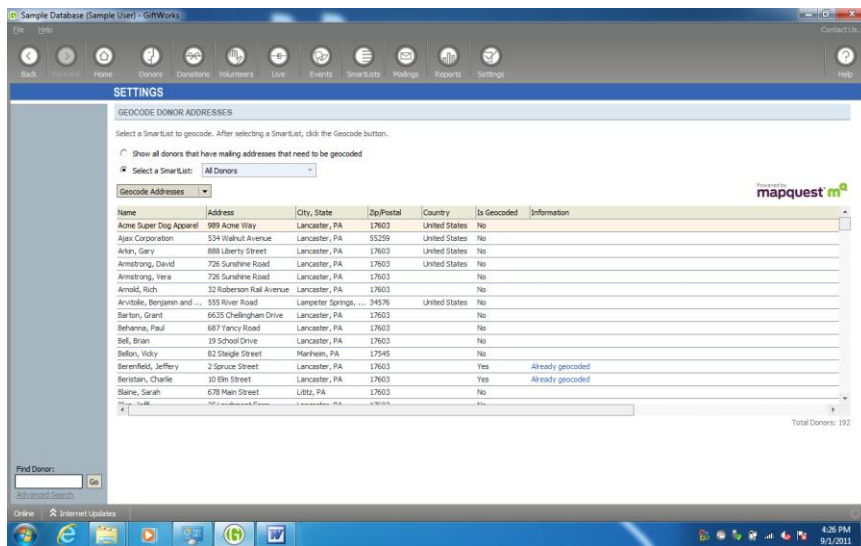 Sample Database (Sample User) - GiftWorks
File Help Contact Us...
Back Forward Home Donors Donations Volunteers Live Events SmartLists Mailings Reports Settings Help
SETTINGS
GEOCODE DONOR ADDRESSES
Select a SmartList to geocode. After selecting a SmartList, click the Geocode button.
Show all donors that have mailing addresses that need to be geocoded
Select a SmartList: All Donors
Geocode Addresses
Powered by
mapquest m
Name Address City, State Zip/Postal Country Is Geocoded Information
Acme Super Dog Apparel 989 Acme Way Lancaster, PA 17603 United States No
Ajax Corporation 534 Walnut Avenue Lancaster, PA 55259 United States No
Arkin, Gary 888 Liberty Street Lancaster, PA 17603 United States No
Armstrong, David 726 Sunshine Road Lancaster, PA 17603 United States No
Armstrong, Vera 726 Sunshine Road Lancaster, PA 17603 No
Arnold, Rich 32 Roberson Rail Avenue Lancaster, PA 17603 No
Arvitolie, Benjamin and ... 555 River Road Lampeter Springs, ... 34576 United States No
Barton, Grant 6635 Chellingham Drive Lancaster, PA 17603 No
Behanna, Paul 687 Yancy Road Lancaster, PA 17603 No
Bell, Brian 19 School Drive Lancaster, PA 17603 No
Bellon, Vicky 82 Steigle Street Manheim, PA 17545 No
Berenfield, Jeffery 2 Spruce Street Lancaster, PA 17603 Yes Already geocoded
Beristain, Charlie 10 Elm Street Lancaster, PA 17603 Yes Already geocoded
Blaine, Sarah 678 Main Street Lititz, PA 17603 No
Total Donors: 192
Find Donor:
Go
Advanced Search
Online Internet Updates
4:26 PM
9/1/2011